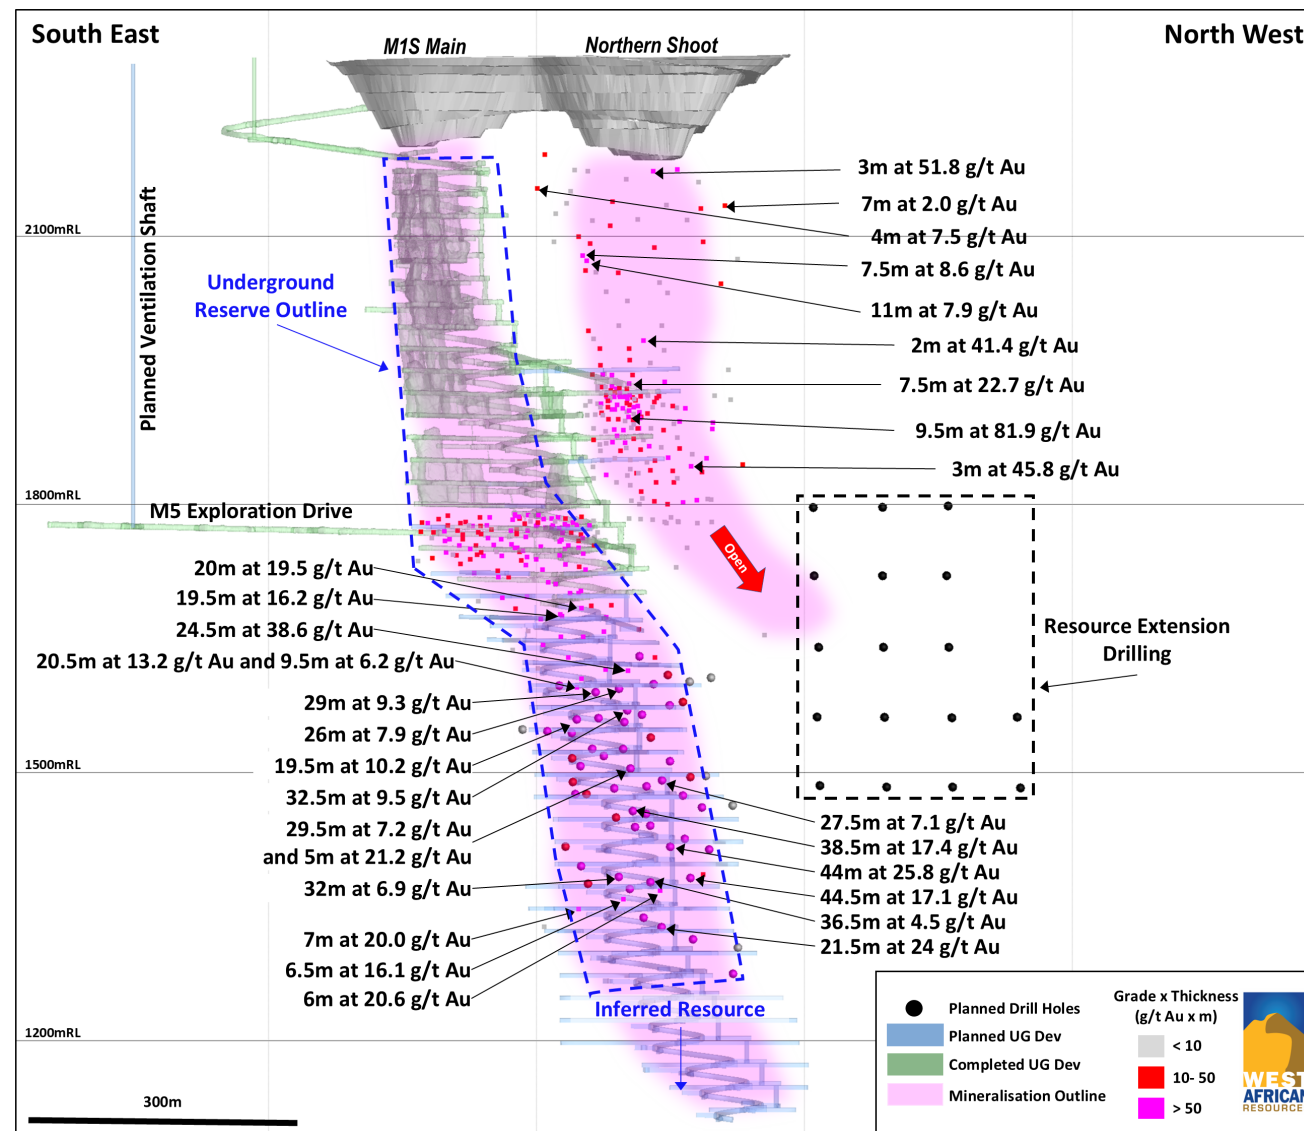 South East
M1S Main
Northern Shoot
North West
3m at 51.8 g/t Au
7m at 2.0 g/t Au
4m at 7.5 g/t Au
7.5m at 8.6 g/t Au
11m at 7.9 g/t Au
2m at 41.4 g/t Au
7.5m at 22.7 g/t Au
9.5m at 81.9 g/t Au
3m at 45.8 g/t Au
Planned Ventilation Shaft
2100mRL
Underground
Reserve Outline
1800mRL
M5 Exploration Drive
Open
20m at 19.5 g/t Au
19.5m at 16.2 g/t Au
24.5m at 38.6 g/t Au
20.5m at 13.2 g/t Au and 9.5m at 6.2 g/t Au
29m at 9.3 g/t Au
26m at 7.9 g/t Au
19.5m at 10.2 g/t Au
1500mRL
32.5m at 9.5 g/t Au
29.5m at 7.2 g/t Au
and 5m at 21.2 g/t Au
32m at 6.9 g/t Au
7m at 20.0 g/t Au
6.5m at 16.1 g/t Au
6m at 20.6 g/t Au
Resource Extension
Drilling
27.5m at 7.1 g/t Au
38.5m at 17.4 g/t Au
44m at 25.8 g/t Au
44.5m at 17.1 g/t Au
36.5m at 4.5 g/t Au
21.5m at 24 g/t Au
Inferred Resource
1200mRL
300m
Planned Drill Holes
Planned UG Dev
Completed UG Dev
Mineralisation Outline
Grade x Thickness
(g/t Au x m)
< 10
10- 50
> 50
WEST
AFRICAN
RESOURCE